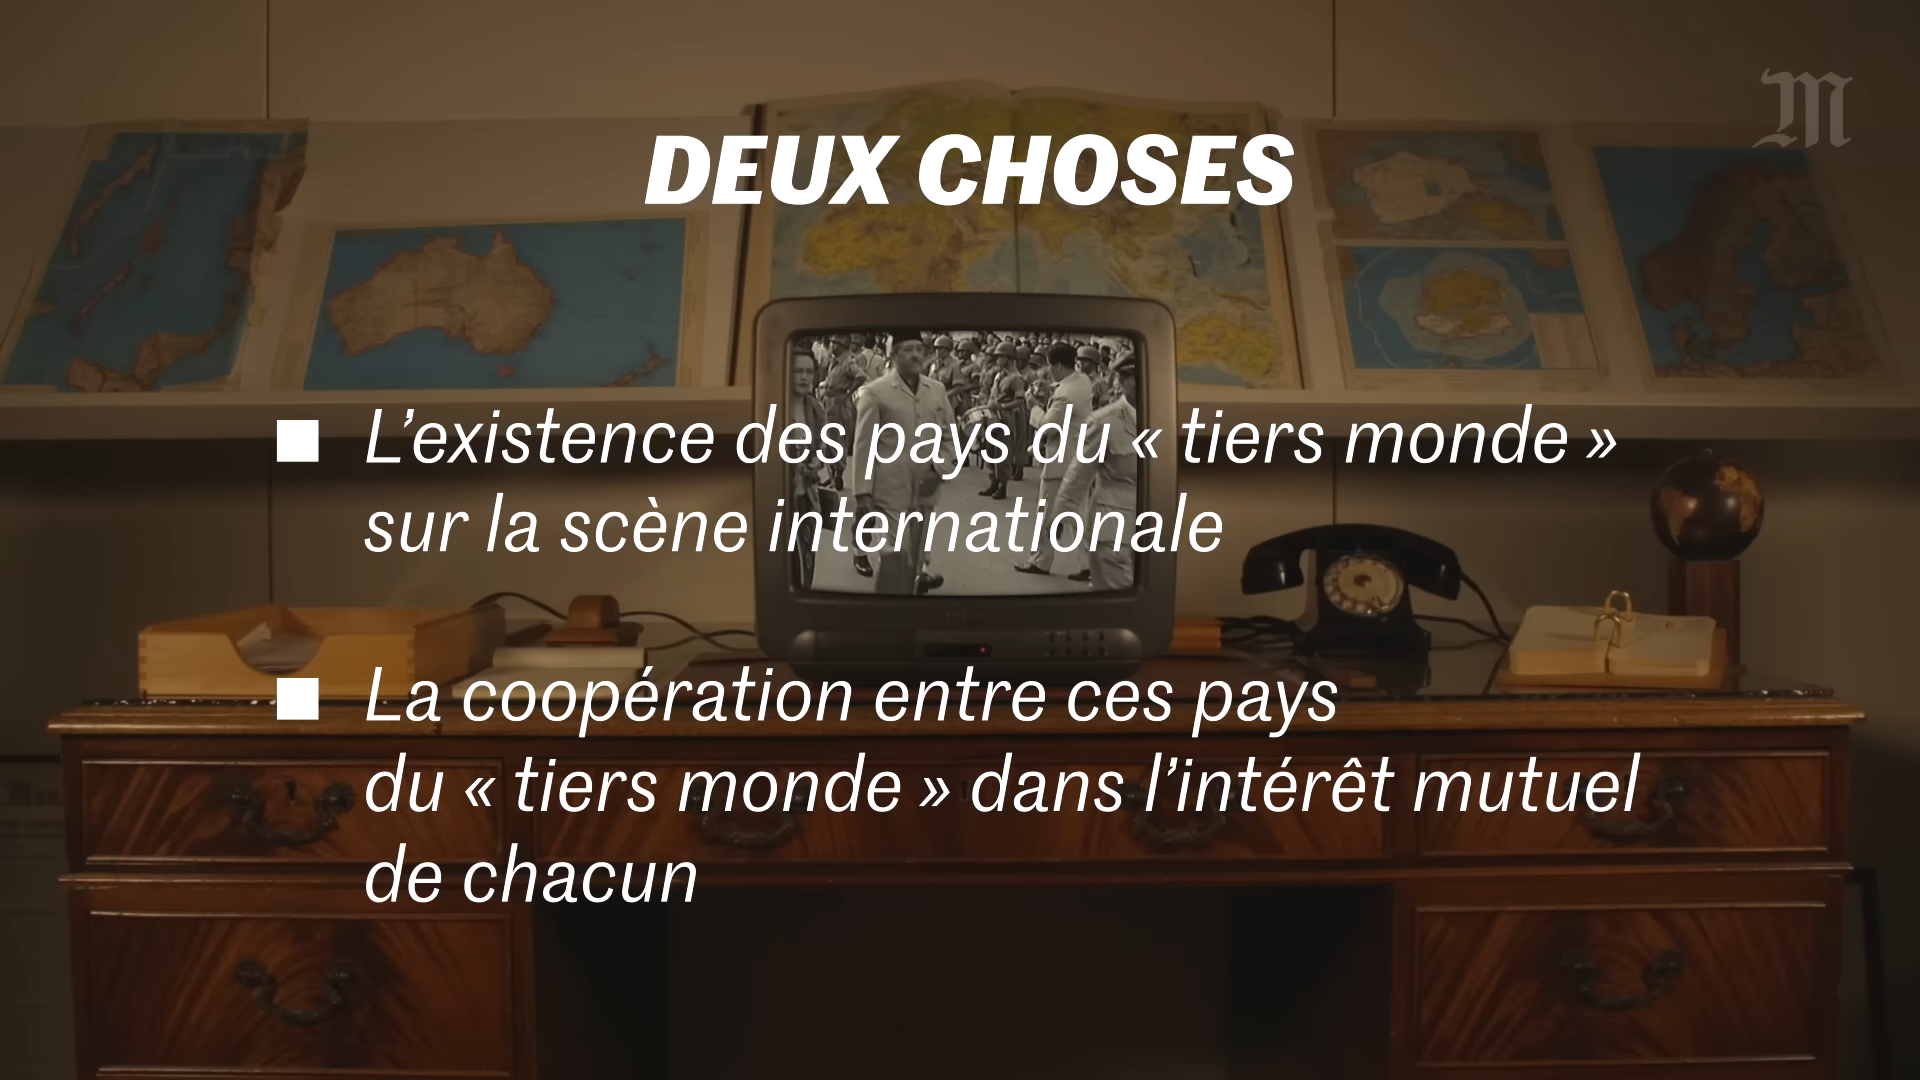 M
DEUX CHOSES
■ L’existence des pays du « tiers monde »
sur la scène internationale
■ La coopération entre ces pays
du « tiers monde » dans l’intérêt mutuel
de chacun